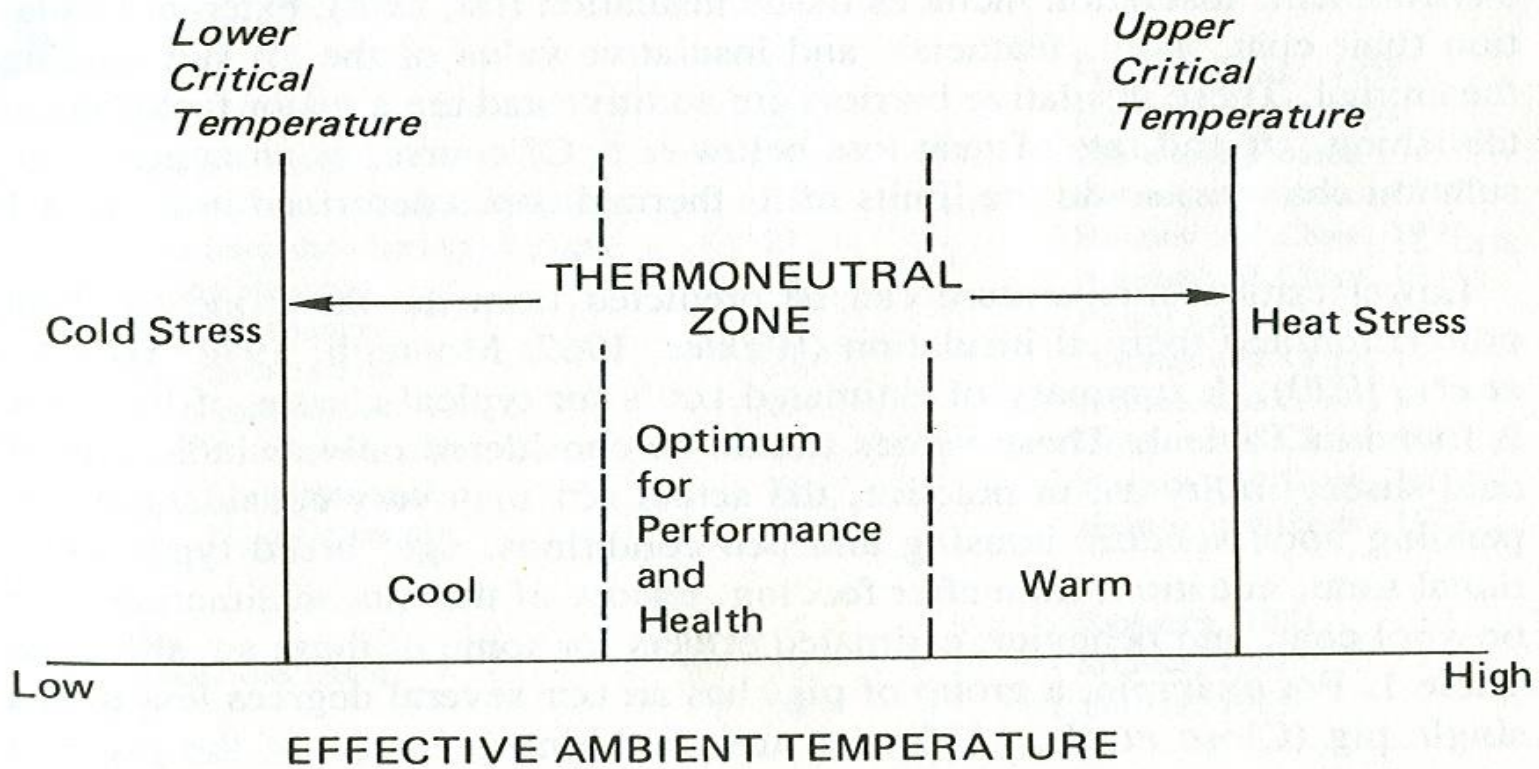 Lower
Critical
Temperature
Upper
Critical
Temperature
THERMONEUTRAL
ZONE
Cold Stress
Heat Stress
Optimum
for
Performance
and
Health
Cool
Warm
Low
High
EFFECTIVE AMBIENT TEMPERATURE